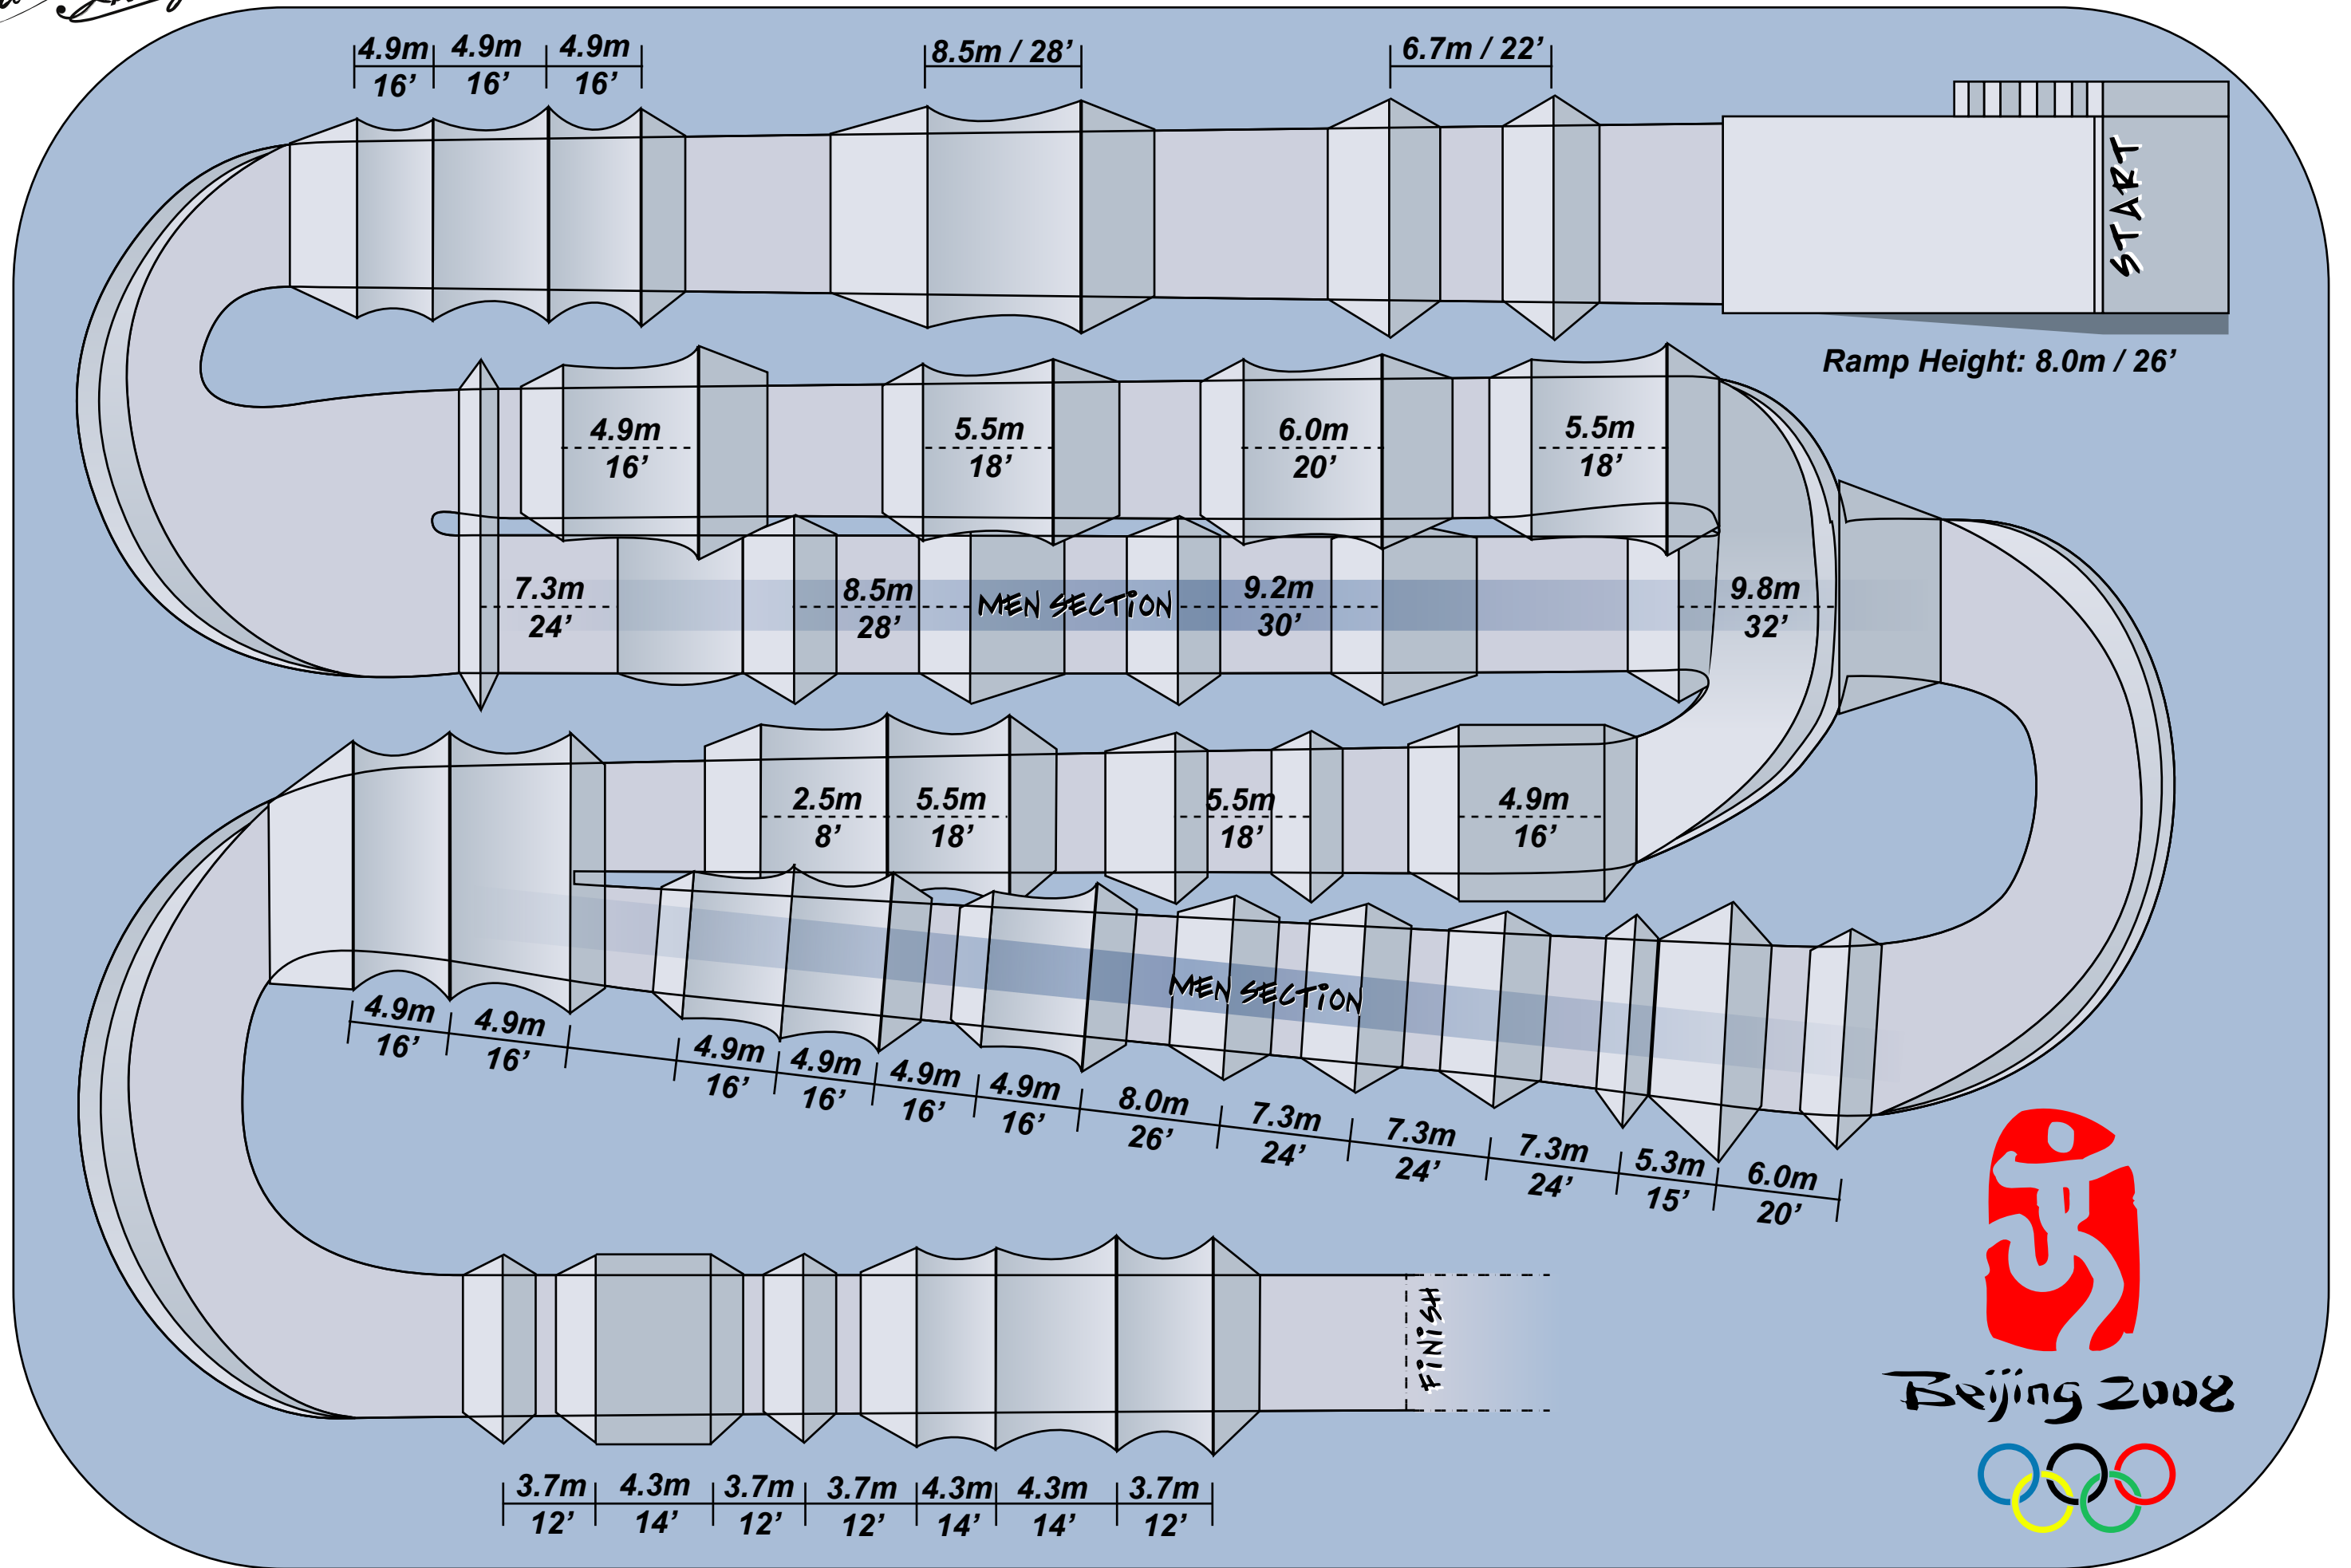 4.9m 4.9m 4.9m 8.5m / 28’ 6.7m / 22’
16’ 16’ 16’
START
Ramp Height: 8.0m / 26’
4.9m 5.5m 6.0m 5.5m
16’ 18’ 20’ 18’
7.3m 8.5m MEN SECTION 9.2m 9.8m
24’ 28’ 30’ 32’
2.5m 5.5m 5.5m 4.9m
8’ 18’ 18’ 16’
MEN SECTION
4.9m 4.9m 4.9m 4.9m 4.9m 4.9m 8.0m 7.3m 7.3m 7.3m 5.3m 6.0m
16’ 16’ 16’ 16’ 16’ 16’ 26’ 24’ 24’ 24’ 15’ 20’
FINISH
Beijing 2008
3.7m 4.3m 3.7m 3.7m 4.3m 4.3m 3.7m
12’ 14’ 12’ 12’ 14’ 14’ 12’